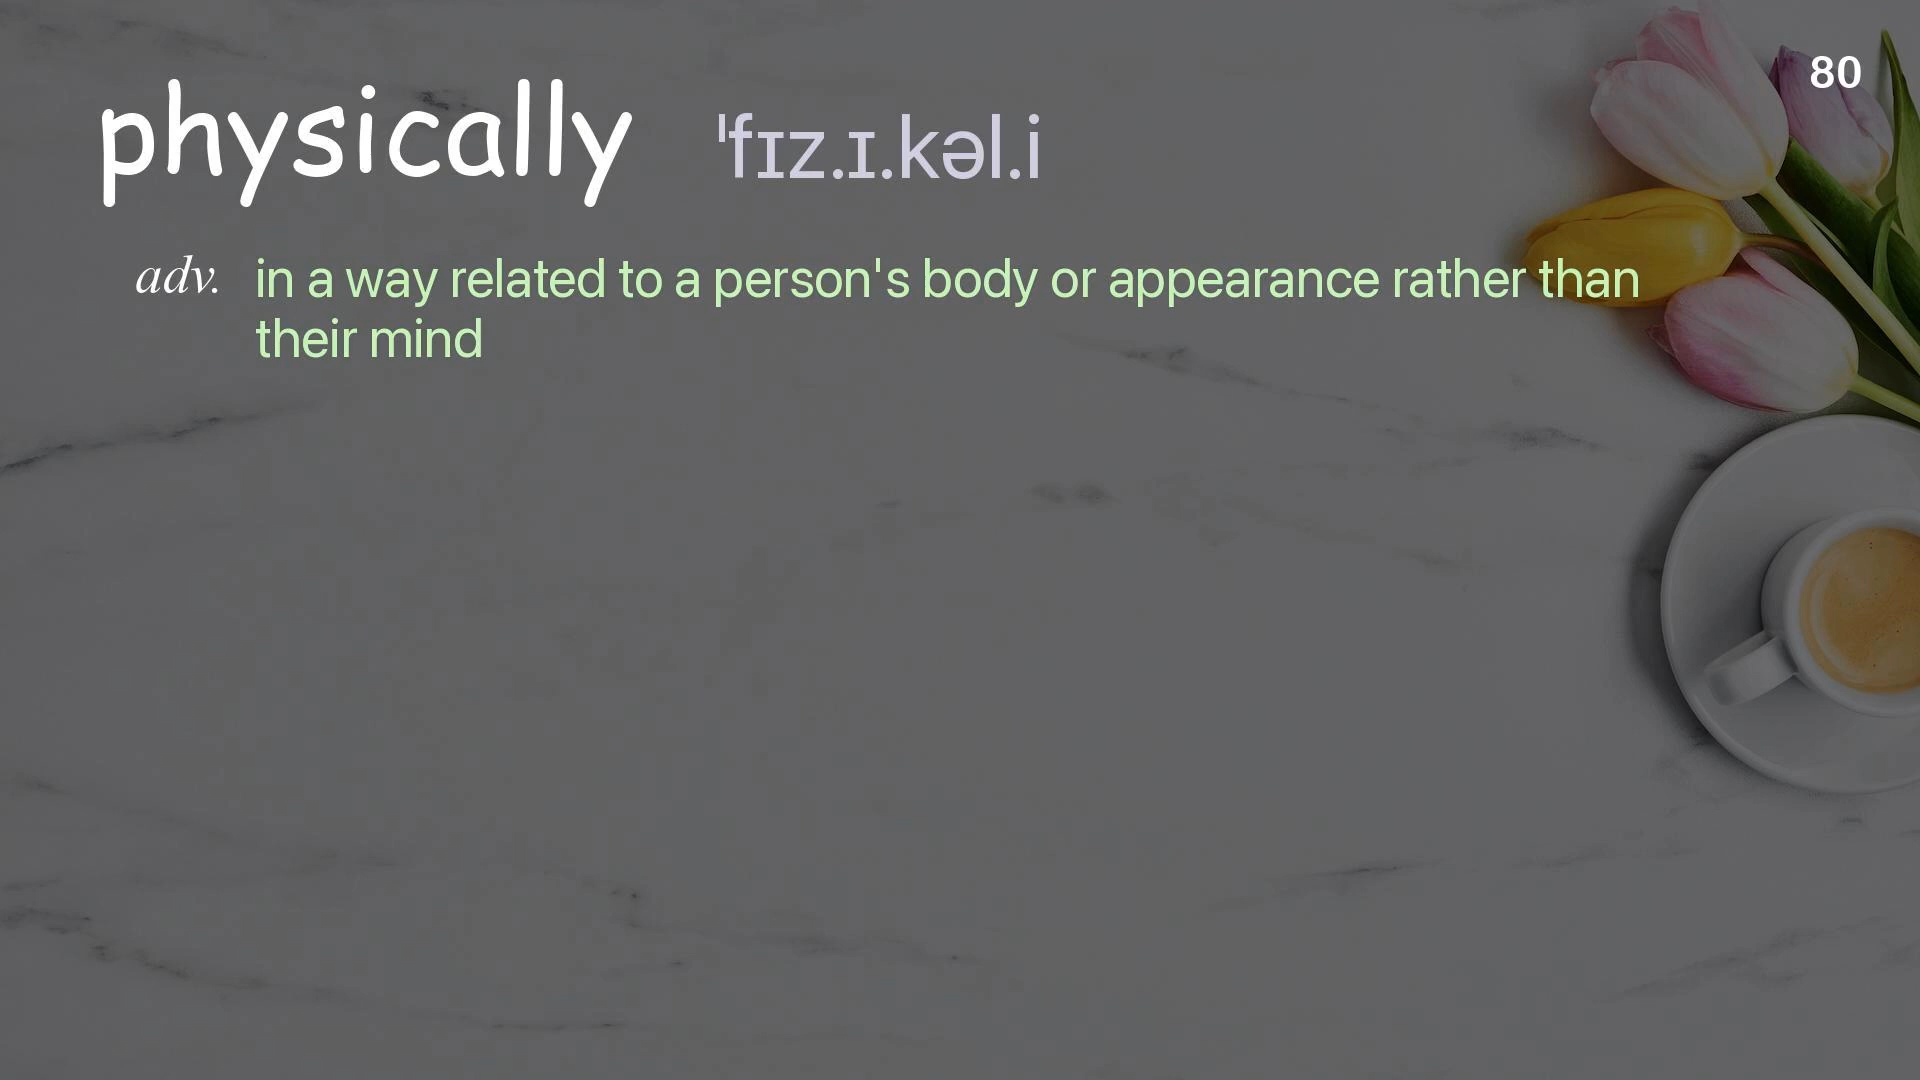 80
physically ˈfɪz.ɪ.kəl.i
adv. in a way related to a person's body or appearance rather than
their mind